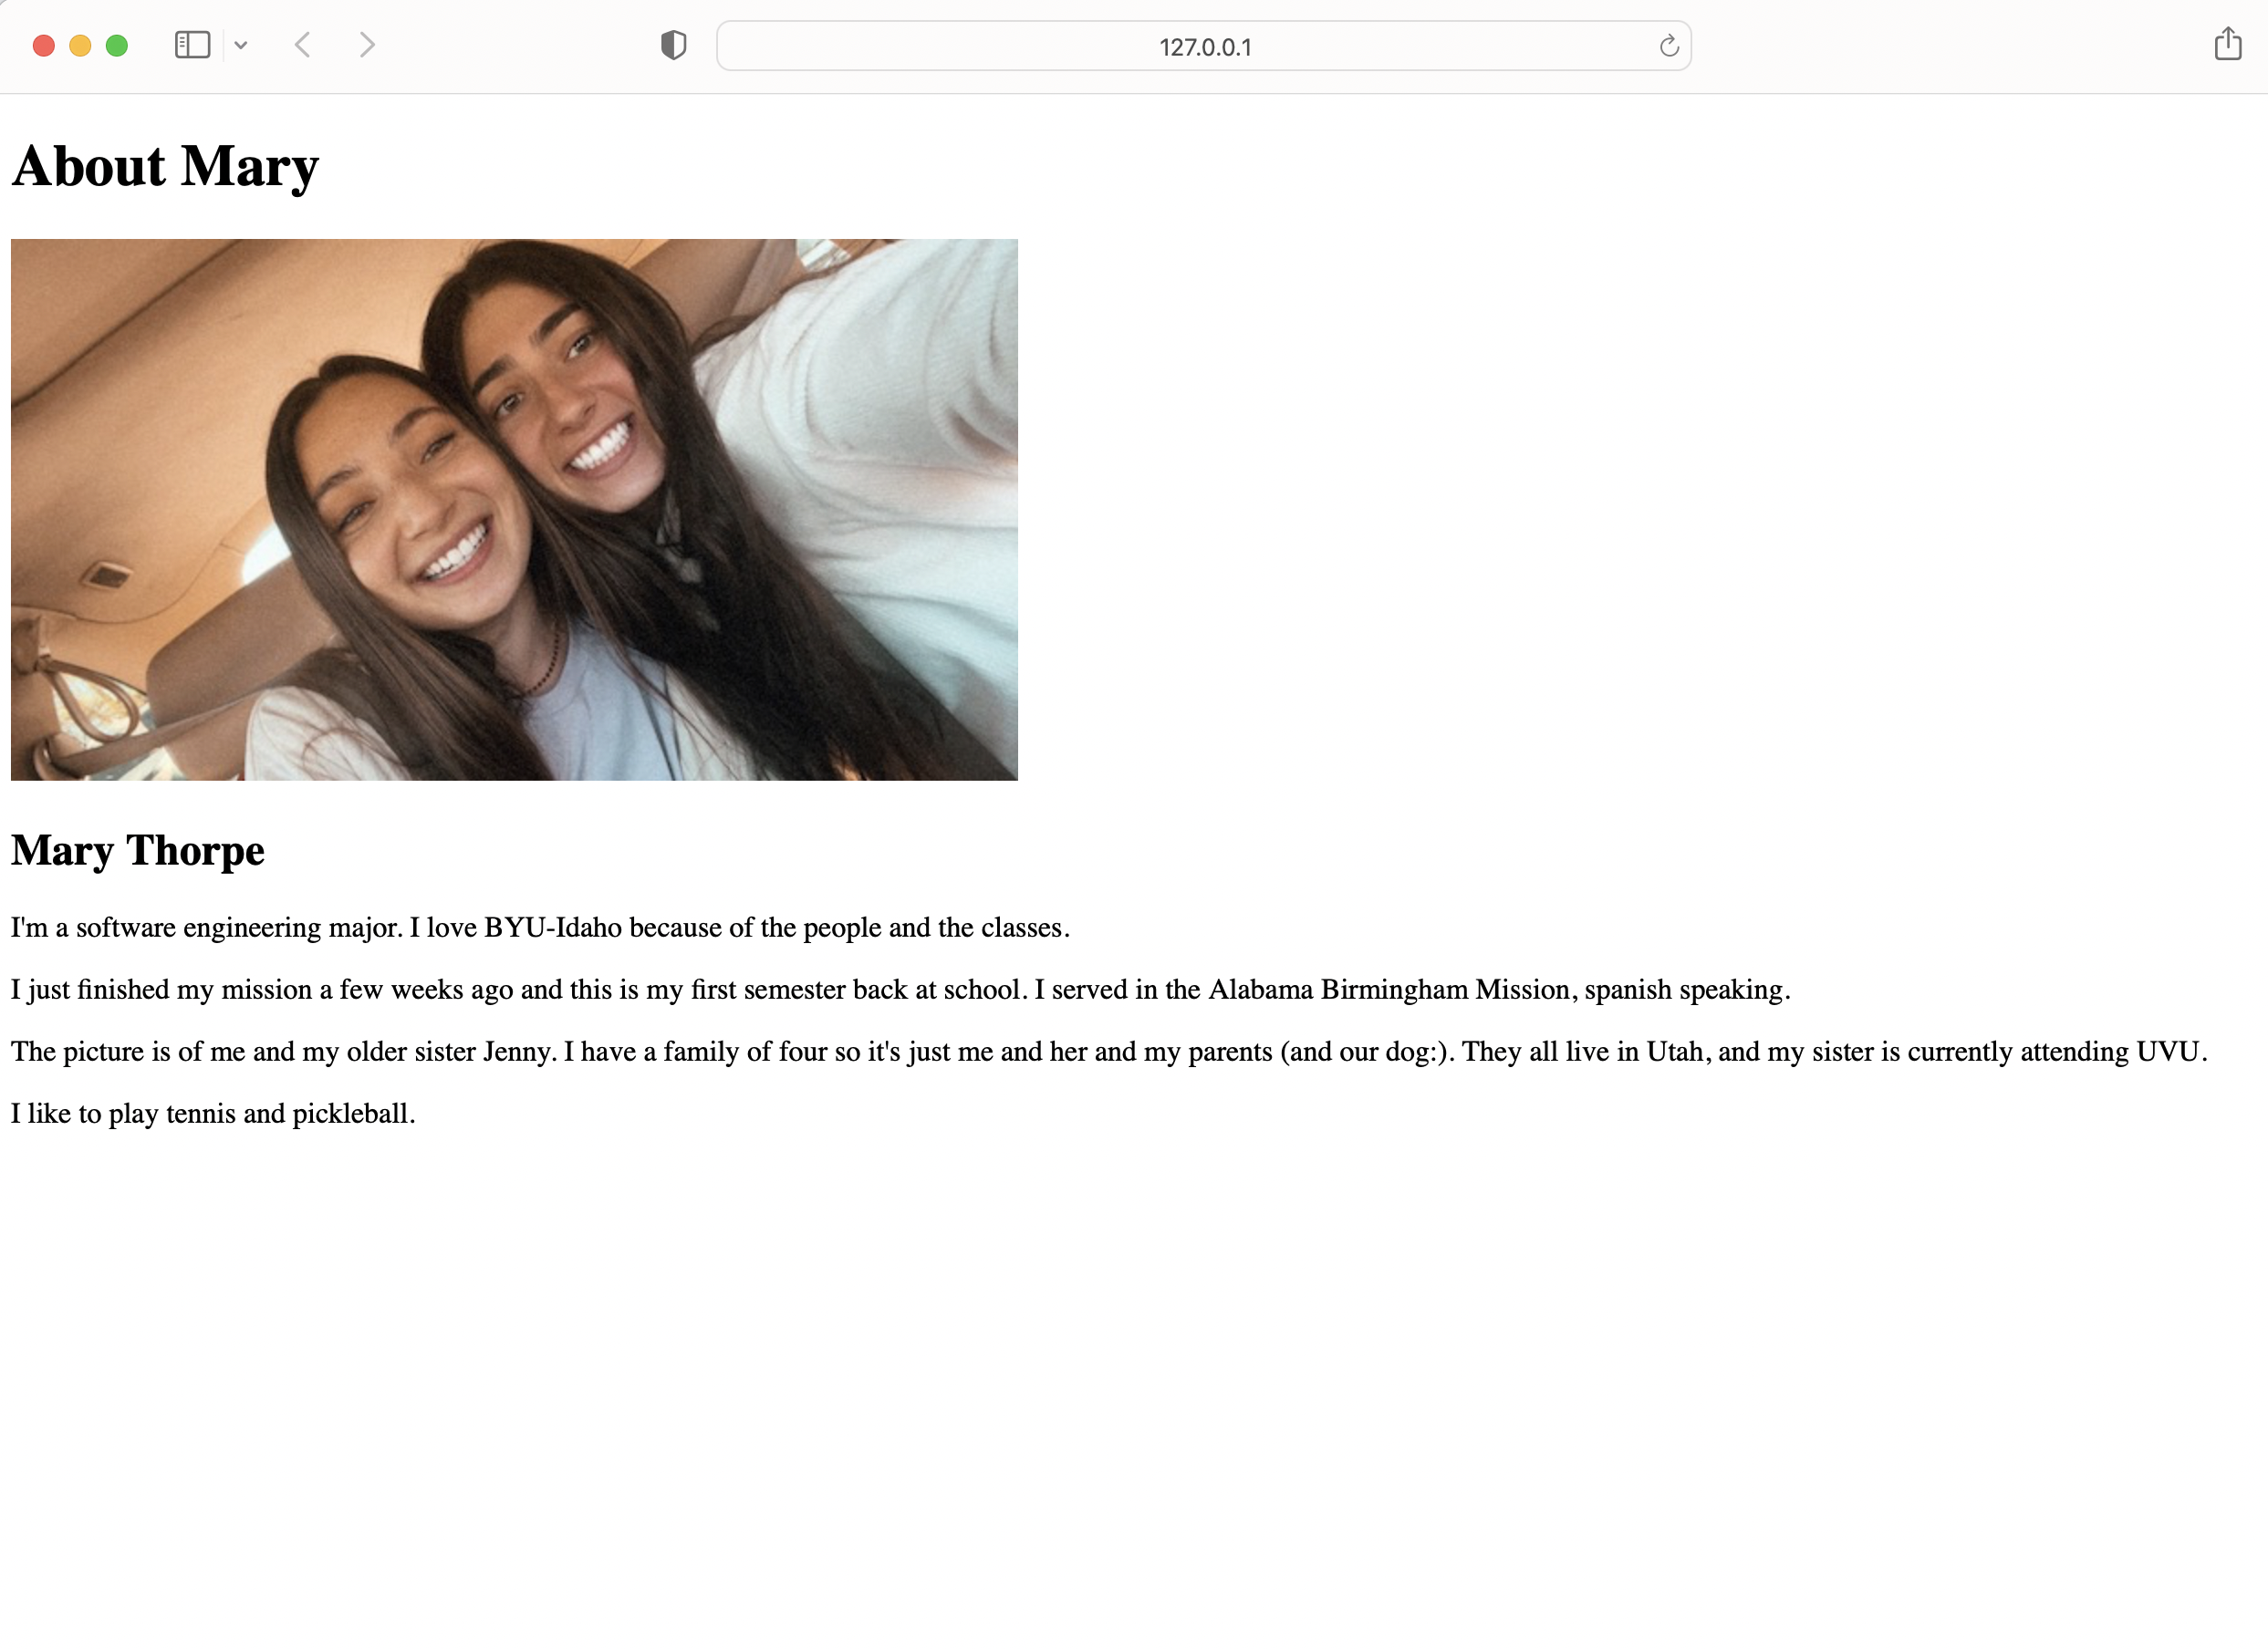 127.0.0.1
About Mary
Mary Thorpe
I'm a software engineering major. I love BYU-Idaho because of the people and the classes.
I just finished my mission a few weeks ago and this is my first semester back at school. I served in the Alabama Birmingham Mission, spanish speaking.
The picture is of me and my older sister Jenny. I have a family of four so it's just me and her and my parents (and our dog:). They all live in Utah, and my sister is currently attending UVU.
I like to play tennis and pickleball.